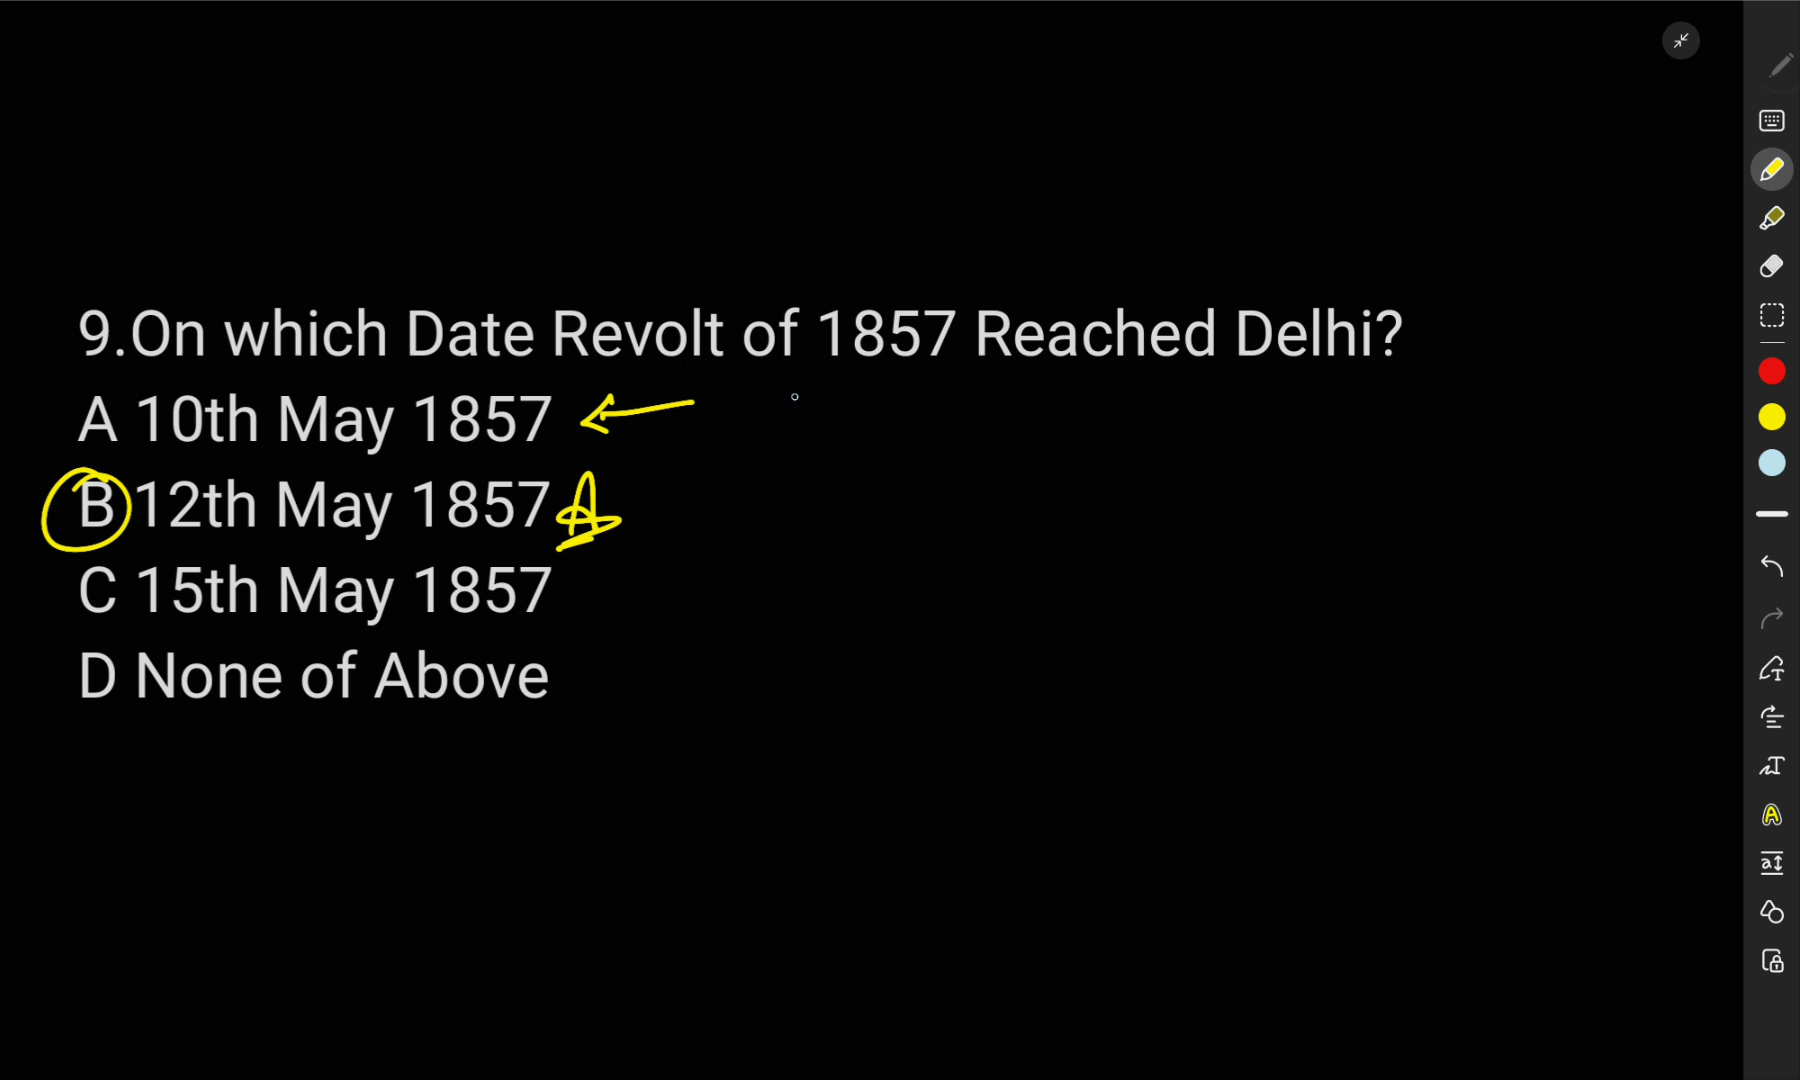 9.On which Date Revolt of 1857 Reached Delhi?
A 10th May 1857
B 12th May 1857 A
C 15th May 1857
D None of Above